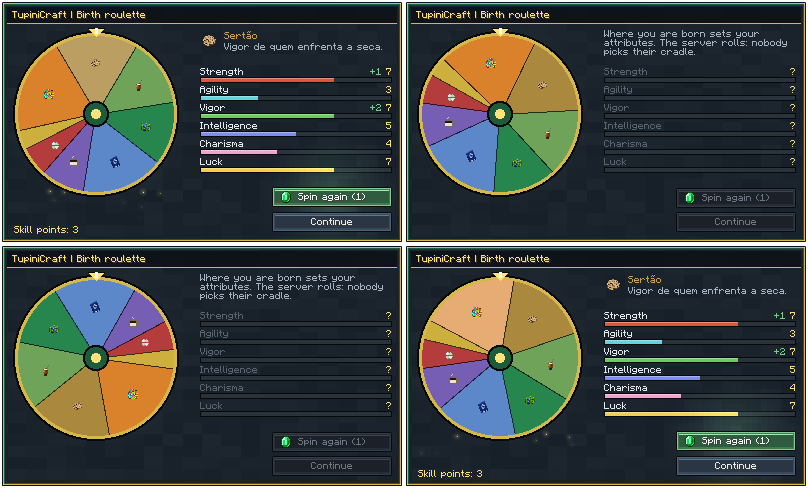 TupiniCraft | Birth roulette
Sertão
Vigor de quem enfrenta a seca.
Strength +1 7
Agility 3
Vigor +2 7
Intelligence 5
Charisma 4
Luck 7
Spin again (1)
Continue
Skill points: 3
TupiniCraft | Birth roulette
Where you are born sets your
attributes. The server rolls: nobody
picks their cradle.
Strength ?
Agility ?
Vigor ?
Intelligence ?
Charisma ?
Luck ?
Spin again (1)
Continue
TupiniCraft | Birth roulette
Where you are born sets your
attributes. The server rolls: nobody
picks their cradle.
Strength ?
Agility ?
Vigor ?
Intelligence ?
Charisma ?
Luck ?
Spin again (1)
Continue
TupiniCraft | Birth roulette
Sertão
Vigor de quem enfrenta a seca.
Strength +1 7
Agility 3
Vigor +2 7
Intelligence 5
Charisma 4
Luck 7
Spin again (1)
Continue
Skill points: 3